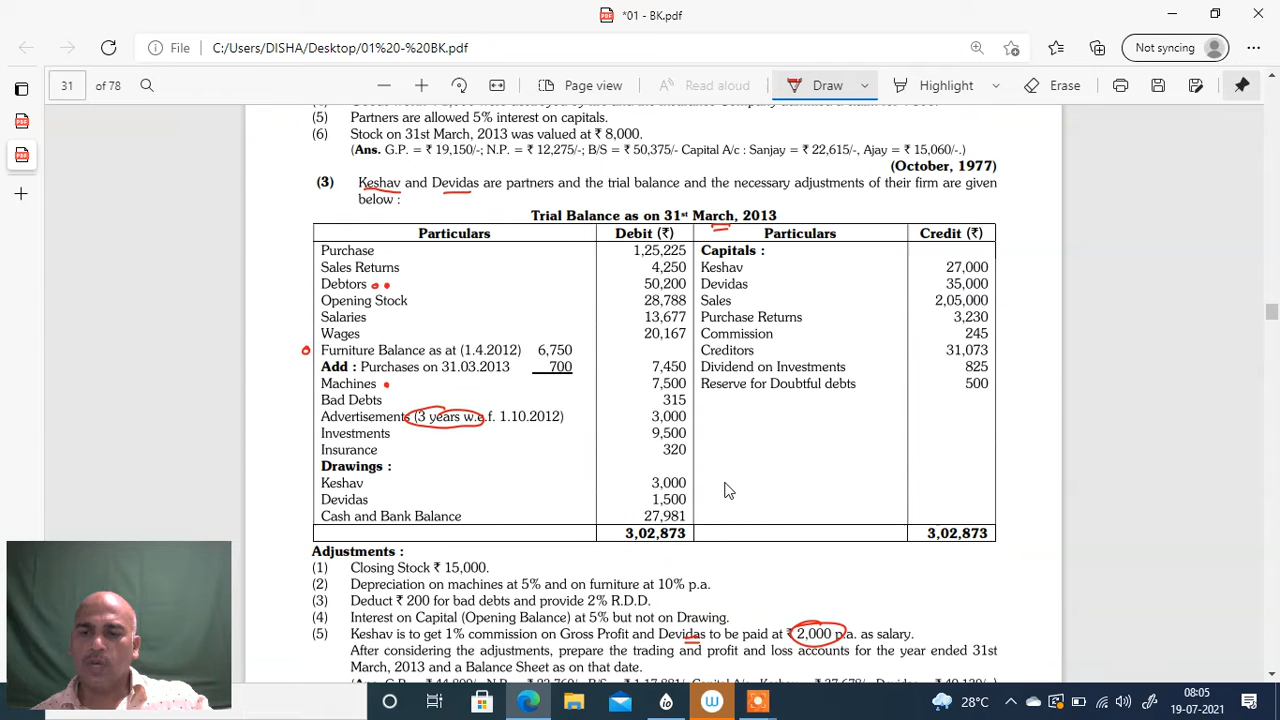 *01 - BK.pdf
File C:/Users/DISHA/Desktop/01%20-%20BK.pdf
Not syncing
31 of 78
Page view
Read aloud
Draw
Highlight
Erase
(5) Partners are allowed 5% interest on capitals.
(6) Stock on 31st March, 2013 was valued at ₹ 8,000.
(Ans. G.P. = ₹ 19,150/-; N.P. = ₹ 12,275/-; B/S = ₹ 50,375/- Capital A/c : Sanjay = ₹ 22,615/-, Ajay = ₹ 15,060/-.)
(October, 1977)
(3) Keshav and Devidas are partners and the trial balance and the necessary adjustments of their firm are given
below :
Trial Balance as on 31st March, 2013
Particulars Debit (₹) Particulars Credit (₹)
Purchase 1,25,225 Capitals :
Sales Returns 4,250 Keshav 27,000
Debtors 50,200 Devidas 35,000
Opening Stock 28,788 Sales 2,05,000
Salaries 13,677 Purchase Returns 3,230
Wages 20,167 Commission 245
Furniture Balance as at (1.4.2012) 6,750 Creditors 31,073
Add : Purchases on 31.03.2013 700 7,450 Dividend on Investments 825
Machines 7,500 Reserve for Doubtful debts 500
Bad Debts 315
Advertisements (3 years w.e.f. 1.10.2012) 3,000
Investments 9,500
Insurance 320
Drawings :
Keshav 3,000
Devidas 1,500
Cash and Bank Balance 27,981
3,02,873 3,02,873
Adjustments :
(1) Closing Stock ₹ 15,000.
(2) Depreciation on machines at 5% and on furniture at 10% p.a.
(3) Deduct ₹ 200 for bad debts and provide 2% R.D.D.
(4) Interest on Capital (Opening Balance) at 5% but not on Drawing.
(5) Keshav is to get 1% commission on Gross Profit and Devidas to be paid at ₹ 2,000 p.a. as salary.
After considering the adjustments, prepare the trading and profit and loss accounts for the year ended 31st
March, 2013 and a Balance Sheet as on that date.
28°C
08:05
19-07-2021